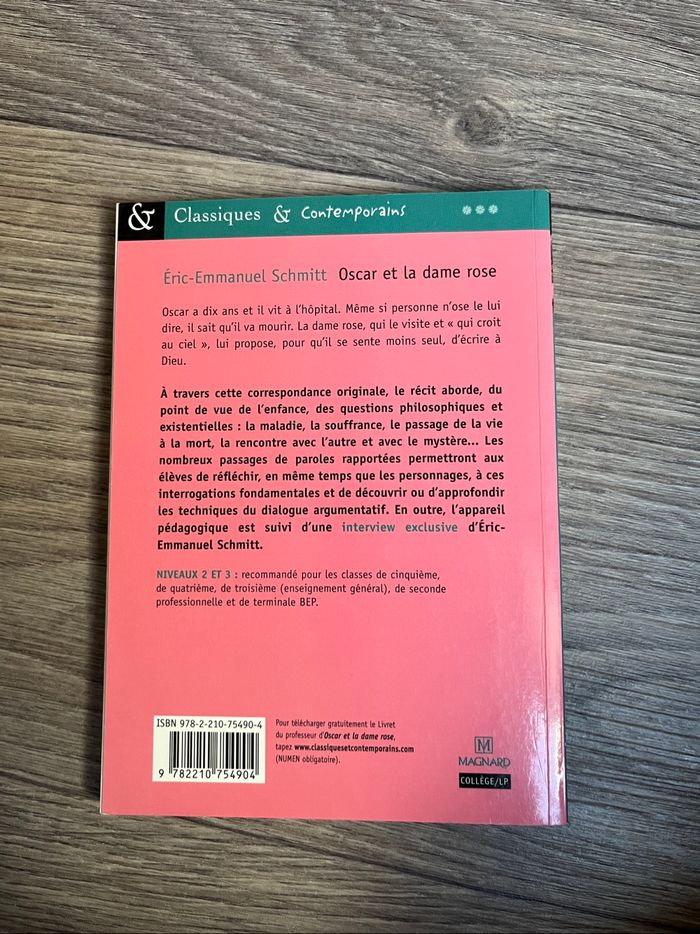 & Classiques & Contemporains ***
Éric-Emmanuel Schmitt Oscar et la dame rose
Oscar a dix ans et il vit à l'hôpital. Même si personne n'ose le lui
dire, il sait qu'il va mourir. La dame rose, qui le visite et « qui croit
au ciel », lui propose, pour qu'il se sente moins seul, d'écrire à
Dieu.
À travers cette correspondance originale, le récit aborde, du
point de vue de l'enfance, des questions philosophiques et
existentielles : la maladie, la souffrance, le passage de la vie
à la mort, la rencontre avec l'autre et avec le mystère... Les
nombreux passages de paroles rapportées permettront aux
élèves de réfléchir, en même temps que les personnages, à ces
interrogations fondamentales et de découvrir ou d'approfondir
les techniques du dialogue argumentatif. En outre, l'appareil
pédagogique est suivi d'une interview exclusive d'Éric-
Emmanuel Schmitt.
NIVEAUX 2 ET 3 : recommandé pour les classes de cinquième,
de quatrième, de troisième (enseignement général), de seconde
professionnelle et de terminale BEP.
ISBN 978-2-210-75490-4
9 782210 754904
Pour télécharger gratuitement le Livret
du professeur d'Oscar et la dame rose,
tapez www.classiquesetcontemporains.com
(NUMEN obligatoire).
M
MAGNARD
COLLÈGE/LP